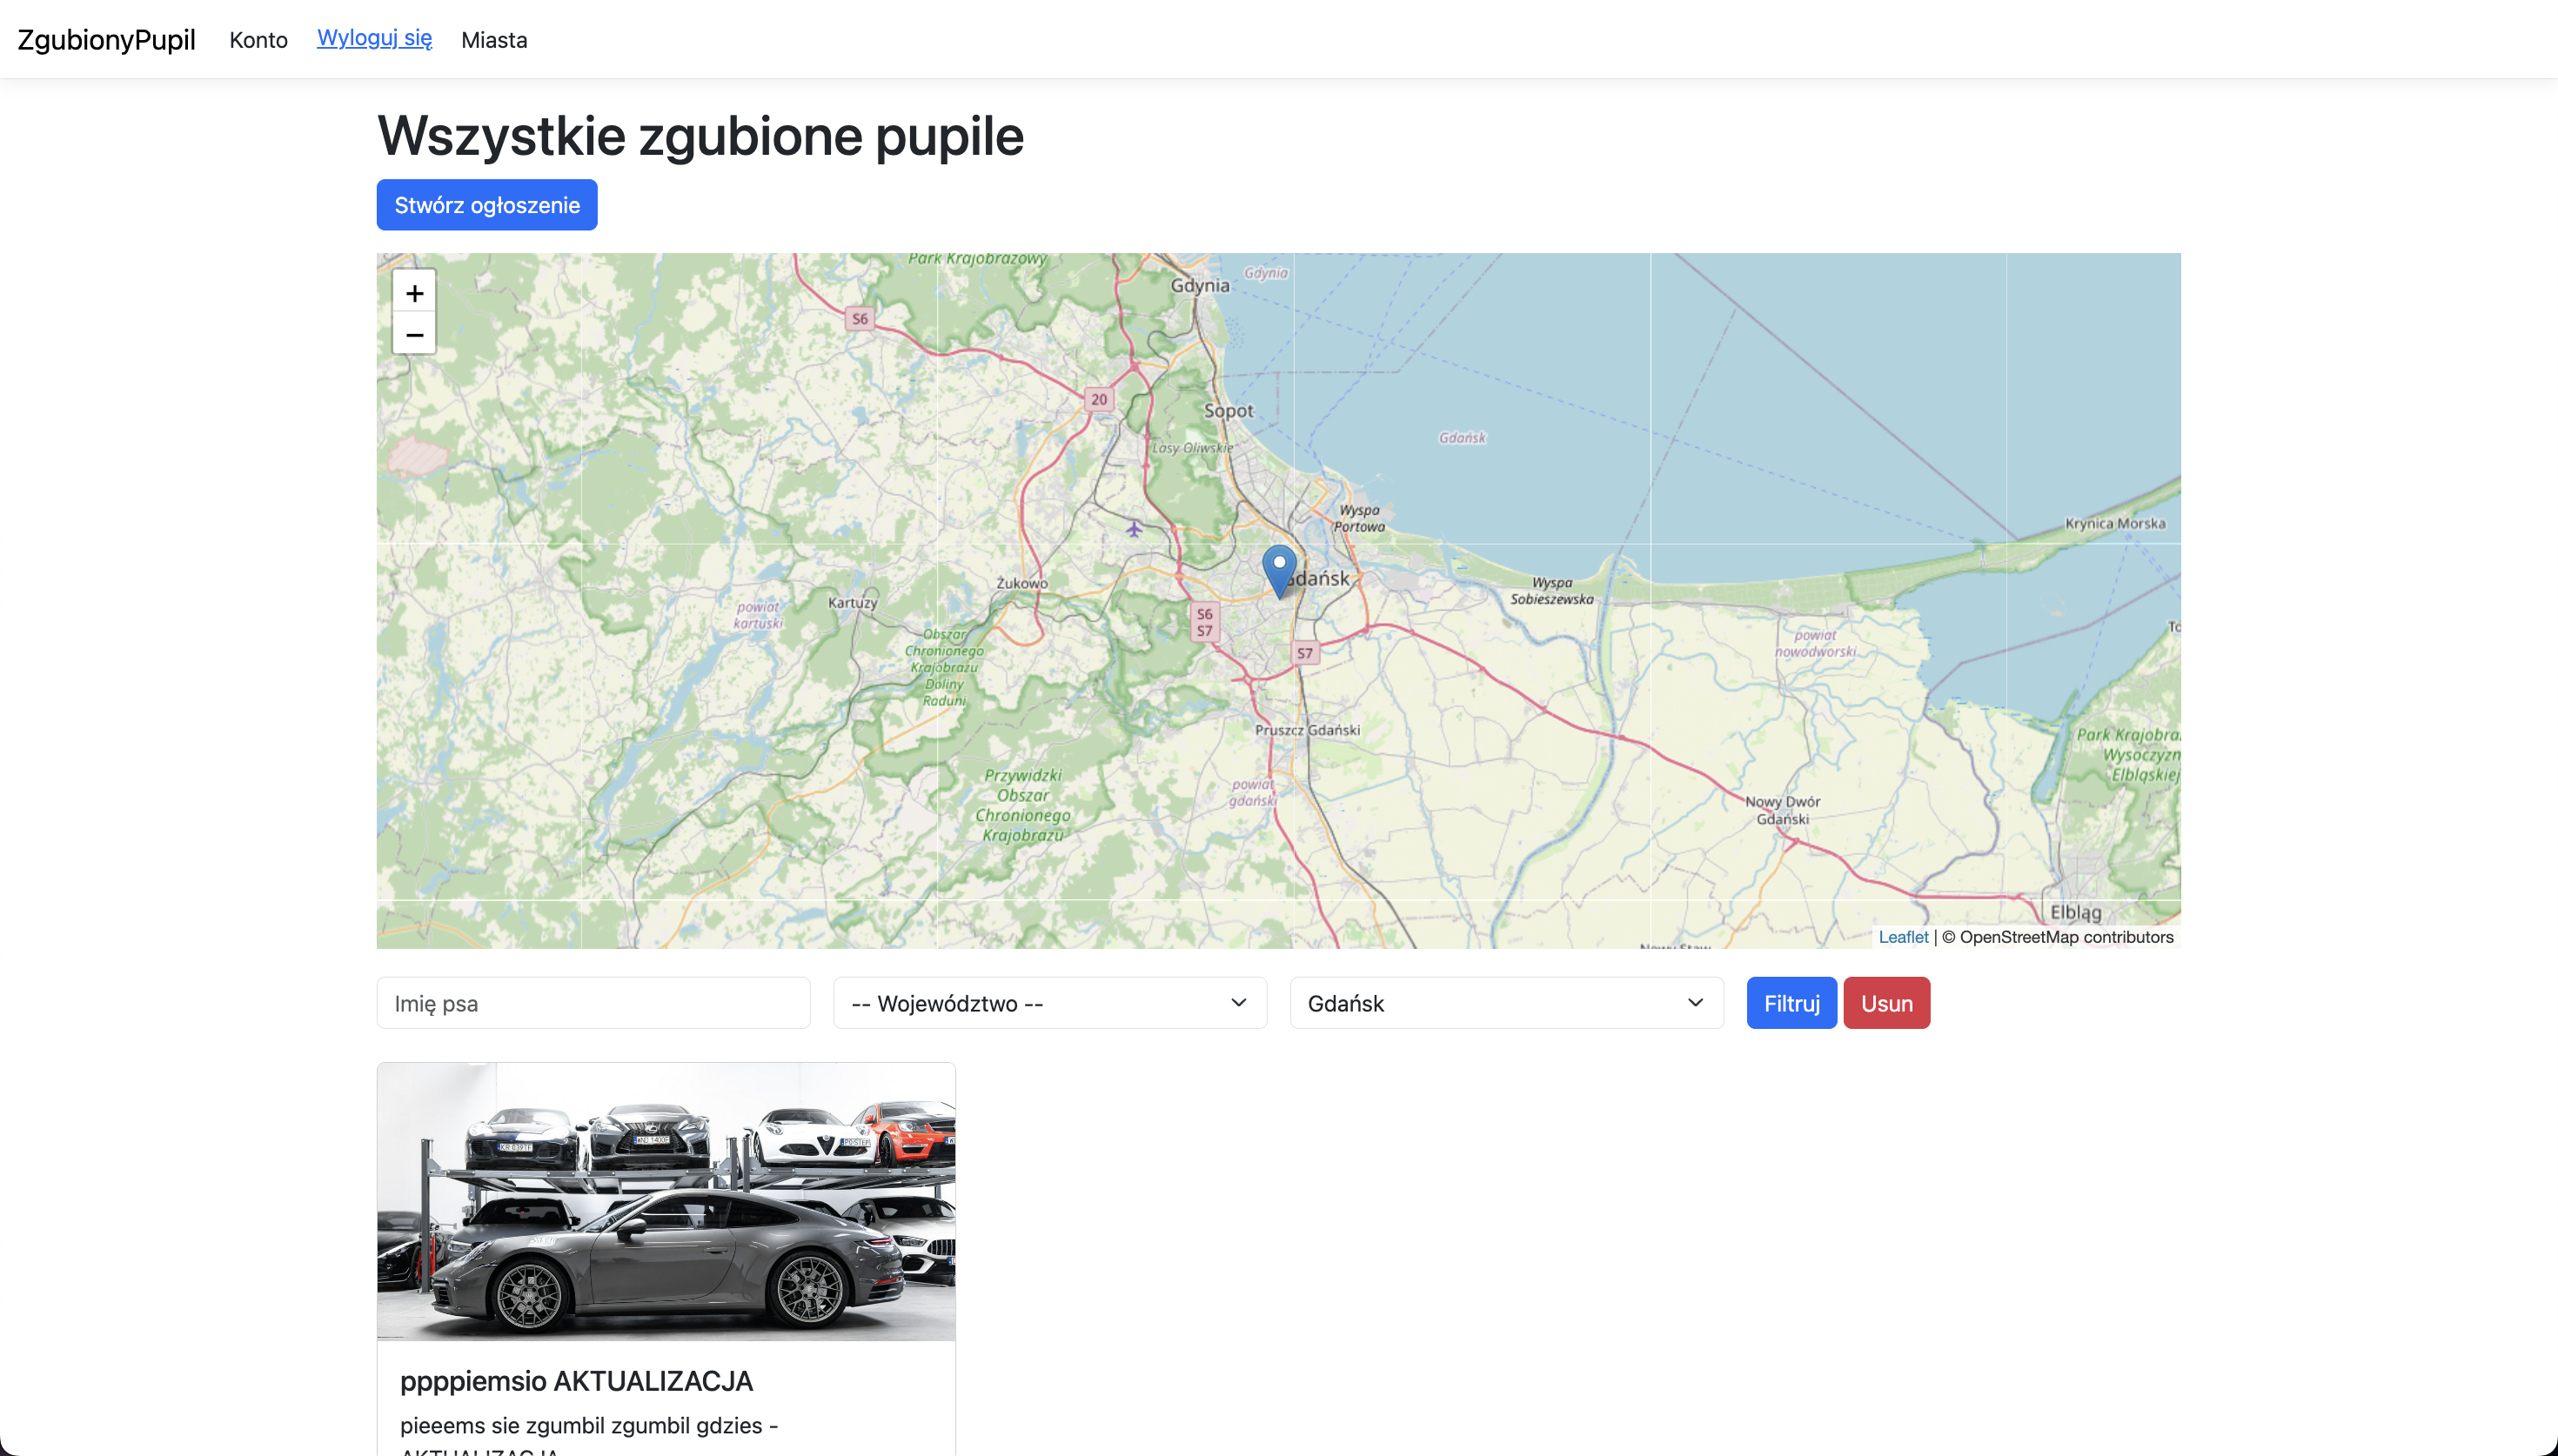 ZgubionyPupil Konto Wyloguj się Miasta
Wszystkie zgubione pupile
Stwórz ogłoszenie
+
−
Park Krajobrazowy
Gdynia
Gdynia
S6
20
Sopot
Gdańsk
Lasy Oliwskie
Wyspa
Portowa
Krynica Morska
Gdańsk
Żukowo
Wyspa
Sobieszewska
Kartuzy
powiat
kartuski
S6
S7
S7
powiat
nowodworski
Obszar
Chronionego
Krajobrazu
Doliny
Raduni
Pruszcz Gdański
Park Krajobra
Wysoczyzn
Elbląskiej
Przywidzki
Obszar
Chronionego
Krajobrazu
powiat
gdański
Nowy Dwór
Gdański
Elbląg
Leaflet | © OpenStreetMap contributors
Imię psa -- Województwo -- Gdańsk Filtruj Usun
ppppiemsio AKTUALIZACJA
pieeems sie zgumbil zgumbil gdzies -
AKTUALIZACJA